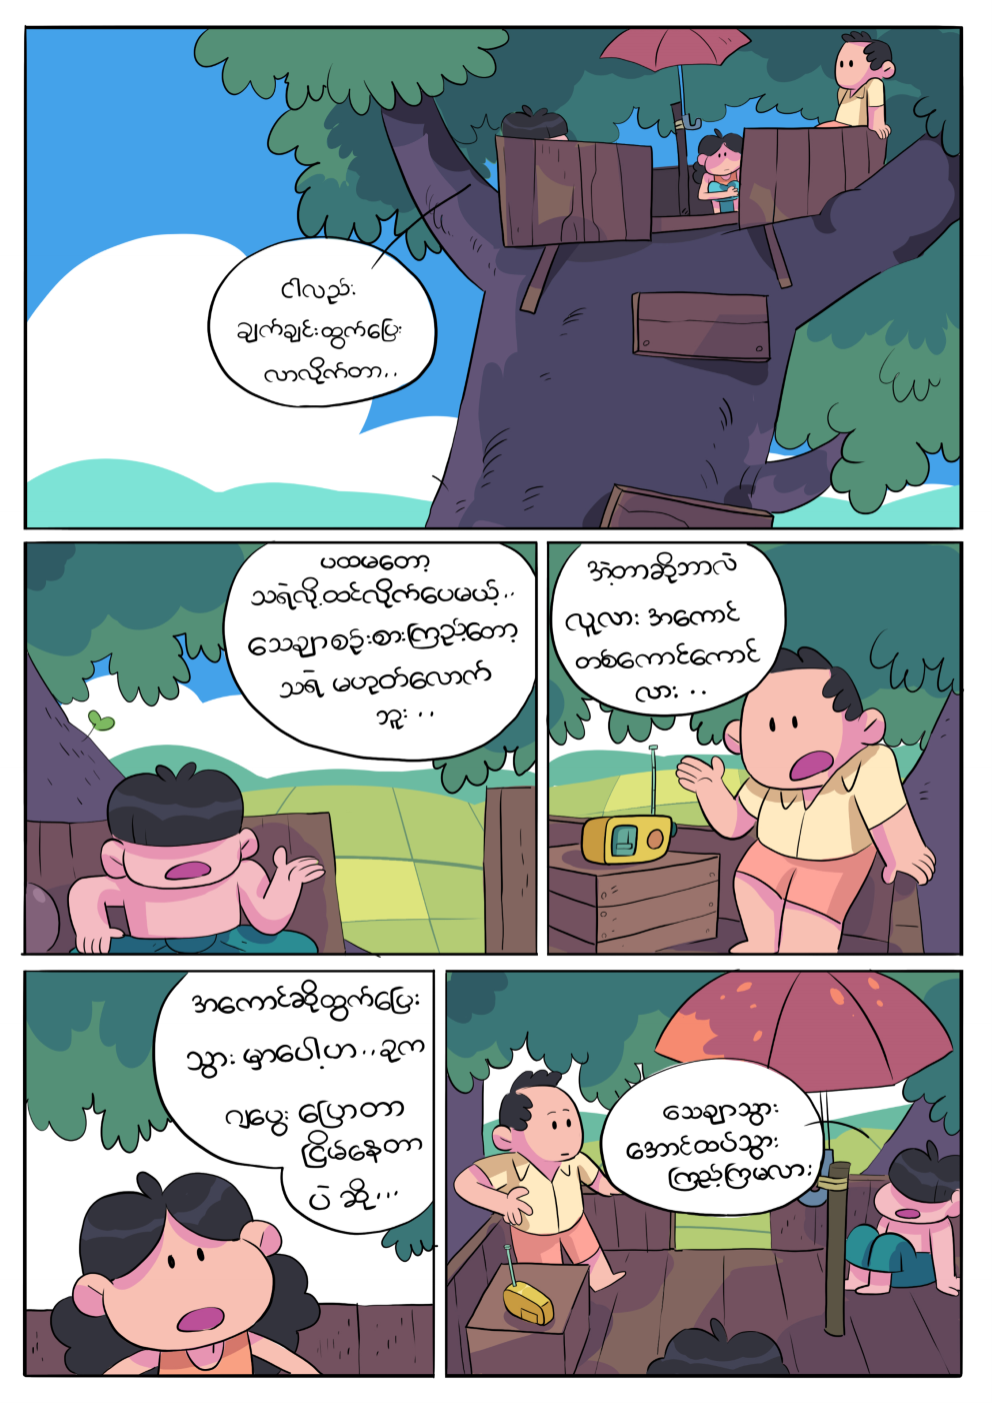 ငါလည်း
ချက်ချင်းထွက်ပြေး
လာလိုက်တာ..
ပထမတော့
သရဲလို့ထင်လိုက်ပေမယ့်..
သေချာစဉ်းစားကြည့်တော့
သရဲ မဟုတ်လောက်
ဘူး ..
အဲ့တာဆိုဘာလဲ
လူလား အကောင်
တစ်ကောင်ကောင်
လား ..
အကောင်ဆိုထွက်ပြေး
သွား မှာပေါ့ဟ..ခုက
ဂျပွေး ပြောတာ
ငြိမ်နေတာ
ပဲ ဆို...
သေချာသွား
အောင်ထပ်သွား
ကြည့်ကြမလား